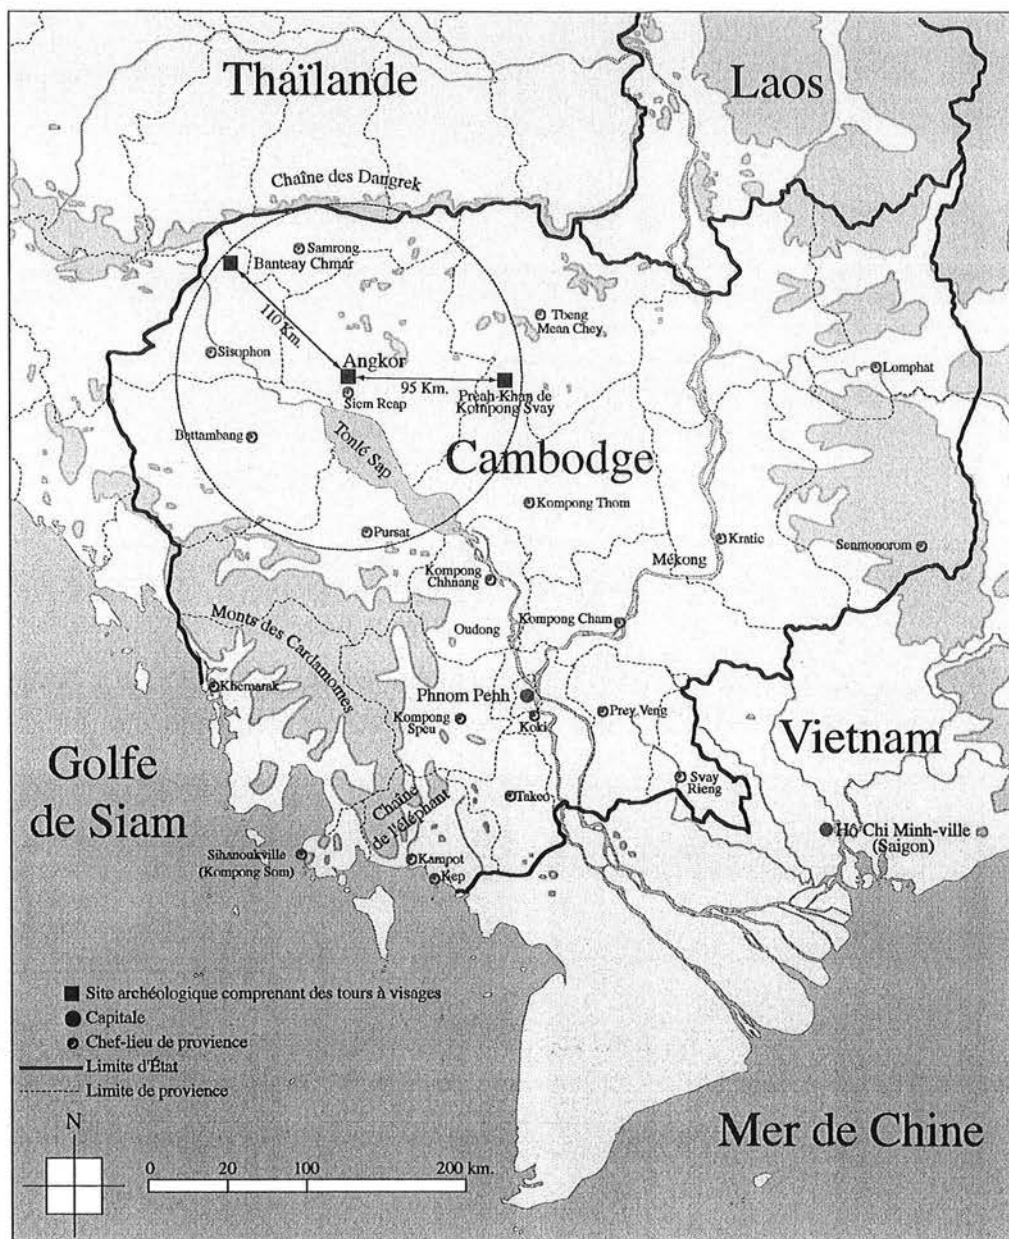 Thaïlande
Laos
Chaîne des Dangrek
Samrong
Banteay Chmar
110 Km.
Tbeng
Mean Chey
Sisophon
Angkor
95 Km.
Lomphat
Siem Reap
Preah-Khan de
Kompong Svay
Battambang
Tonlé Sap
Cambodge
Kompong Thom
Pursat
Kratie
Senmonorom
Mékong
Kompong
Chhnang
Monts des Cardamomes
Oudong
Kompong Cham
Khemarak
Phnom Pehh
Kompong
Speu
Koki
Prey Veng
Golfe
de Siam
Vietnam
Svay
Rieng
Chaîne
de l'éléphant
Takeo
Hô Chi Minh-ville
(Saigon)
Sihanoukville
(Kompong Som)
Kampot
Kep
Site archéologique comprenant des tours à visages
Capitale
Chef-lieu de provience
Limite d'État
Limite de provience
Mer de Chine
N
0 20 100 200 km.